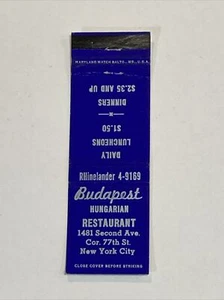 MARYLAND MATCH BALTO., MD., U.S.A.
DAILY
LUNCHEONS
$1.50
DINNERS
$2.35 AND UP
RHinelander 4-9169
Budapest
HUNGARIAN
RESTAURANT
1481 Second Ave.
Cor. 77th St.
New York City
CLOSE COVER BEFORE STRIKING